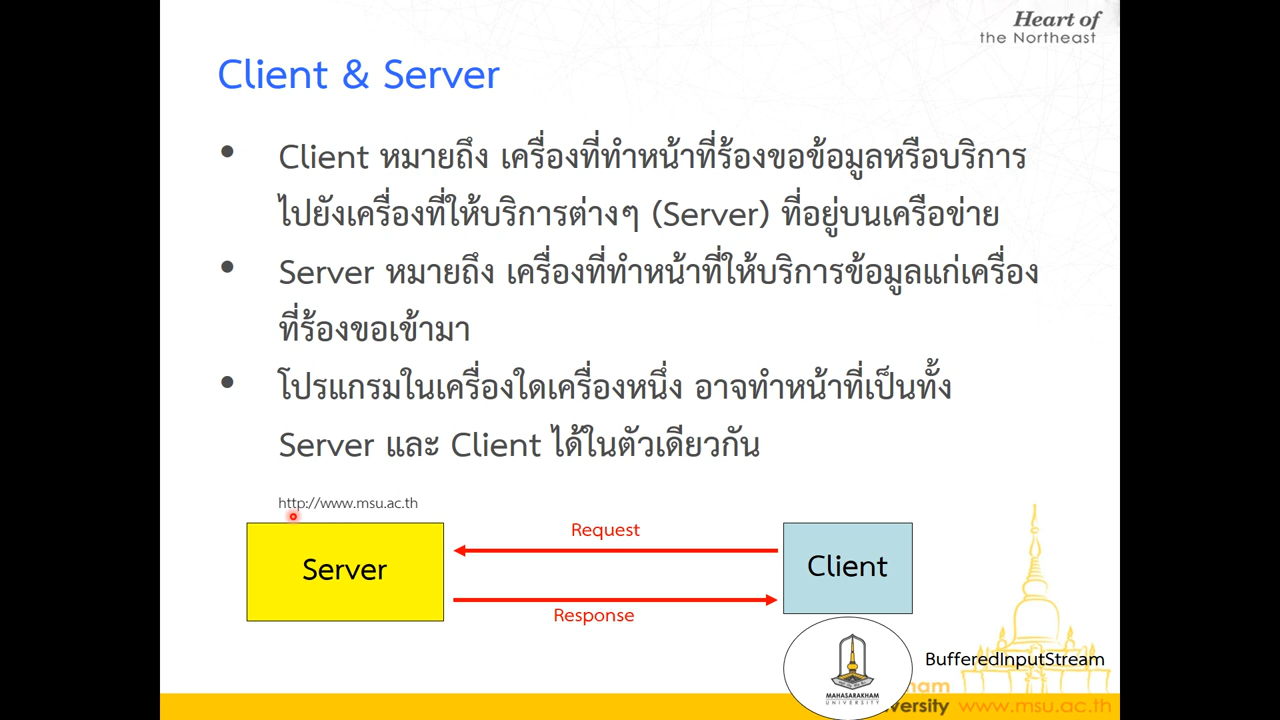 Heart of
the Northeast
Client & Server
• Client หมายถึง เครื่องที่ทำหน้าที่ร้องขอข้อมูลหรือบริการ
ไปยังเครื่องที่ให้บริการต่างๆ (Server) ที่อยู่บนเครือข่าย
• Server หมายถึง เครื่องที่ทำหน้าที่ให้บริการข้อมูลแก่เครื่อง
ที่ร้องขอเข้ามา
• โปรแกรมในเครื่องใดเครื่องหนึ่ง อาจทำหน้าที่เป็นทั้ง
Server และ Client ได้ในตัวเดียวกัน
http://www.msu.ac.th
Request
Server
Client
Response
BufferedInputStream
MAHASARAKHAM
UNIVERSITY
ham
versity www.msu.ac.th